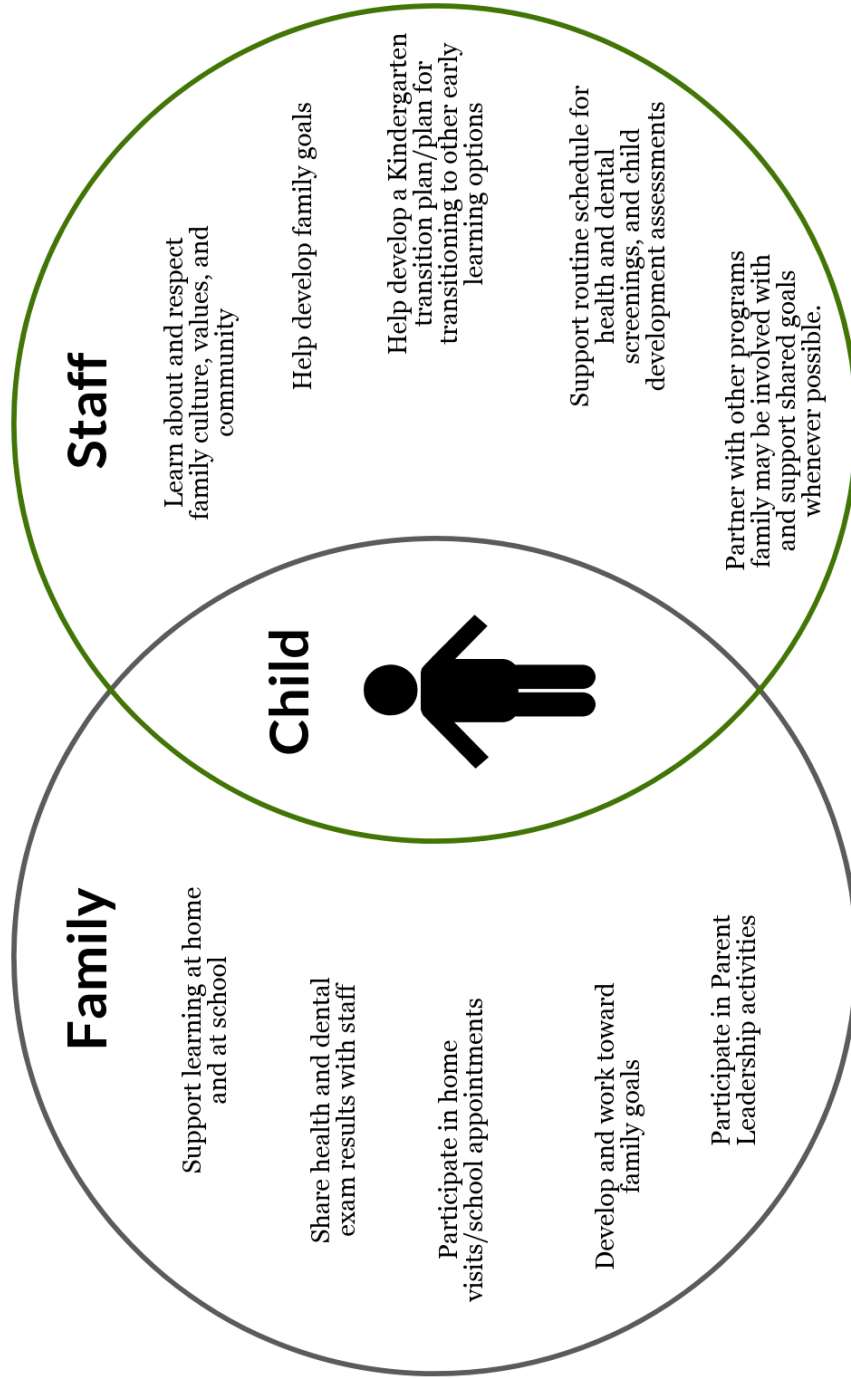 Family
Support learning at home
and at school
Share health and dental
exam results with staff
Participate in home
visits/school appointments
Develop and work toward
family goals
Participate in Parent
Leadership activities
Child
Staff
Learn about and respect
family culture, values, and
community
Help develop family goals
Help develop a Kindergarten
transition plan/plan for
transitioning to other early
learning options
Support routine schedule for
health and dental
screenings, and child
development assessments
Partner with other programs
family may be involved with
and support shared goals
whenever possible.